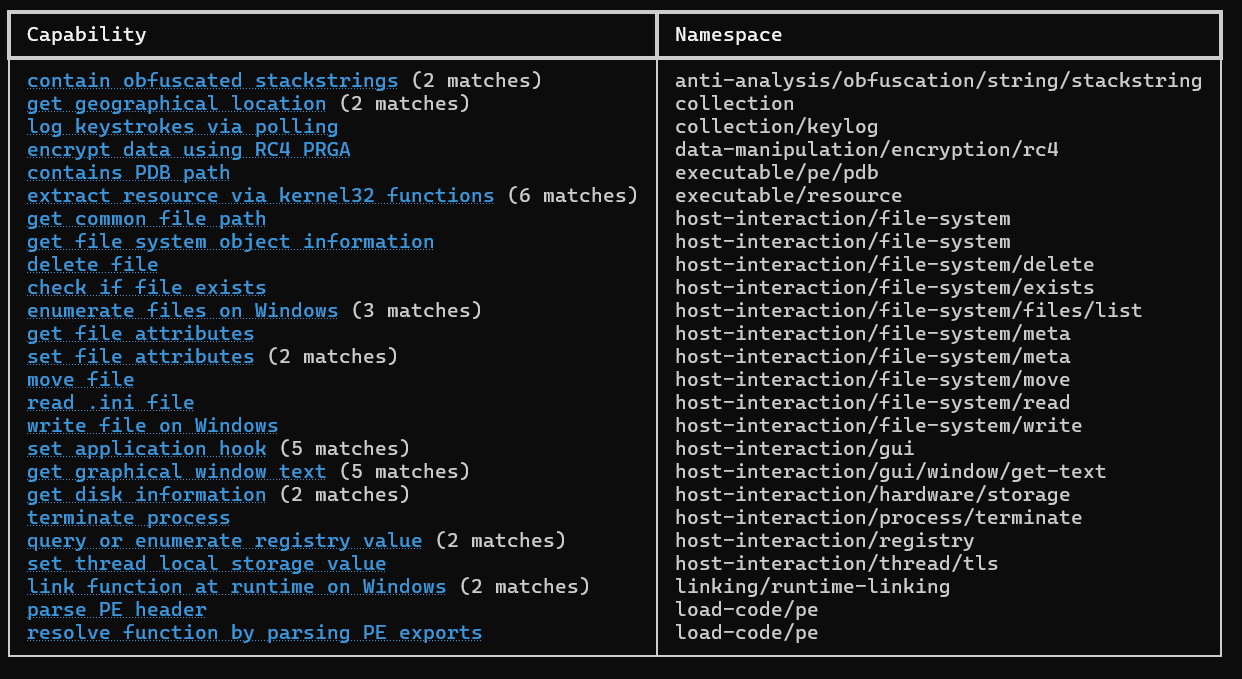 Capability Namespace
contain obfuscated stackstrings (2 matches) anti-analysis/obfuscation/string/stackstring
get geographical location (2 matches) collection
log keystrokes via polling collection/keylog
encrypt data using RC4 PRGA data-manipulation/encryption/rc4
contains PDB path executable/pe/pdb
extract resource via kernel32 functions (6 matches) executable/resource
get common file path host-interaction/file-system
get file system object information host-interaction/file-system
delete file host-interaction/file-system/delete
check if file exists host-interaction/file-system/exists
enumerate files on Windows (3 matches) host-interaction/file-system/files/list
get file attributes host-interaction/file-system/meta
set file attributes (2 matches) host-interaction/file-system/meta
move file host-interaction/file-system/move
read .ini file host-interaction/file-system/read
write file on Windows host-interaction/file-system/write
set application hook (5 matches) host-interaction/gui
get graphical window text (5 matches) host-interaction/gui/window/get-text
get disk information (2 matches) host-interaction/hardware/storage
terminate process host-interaction/process/terminate
query or enumerate registry value (2 matches) host-interaction/registry
set thread local storage value host-interaction/thread/tls
link function at runtime on Windows (2 matches) linking/runtime-linking
parse PE header load-code/pe
resolve function by parsing PE exports load-code/pe